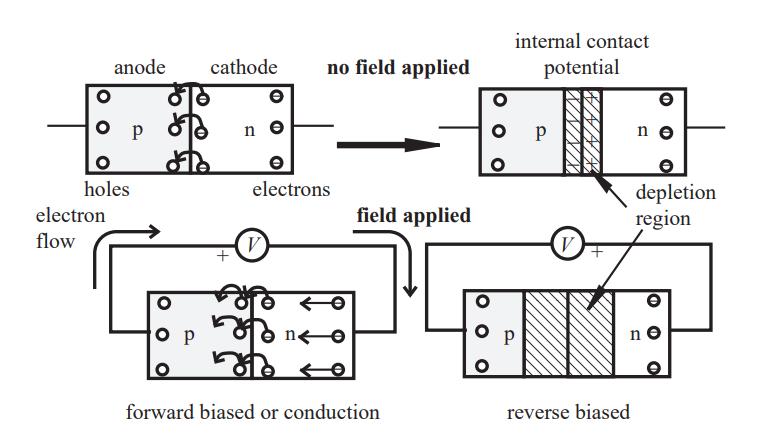 internal contact
anode cathode no field applied potential
p n p n
holes electrons
depletion
region
electron
flow
field applied
V + V +
p n p n
forward biased or conduction reverse biased